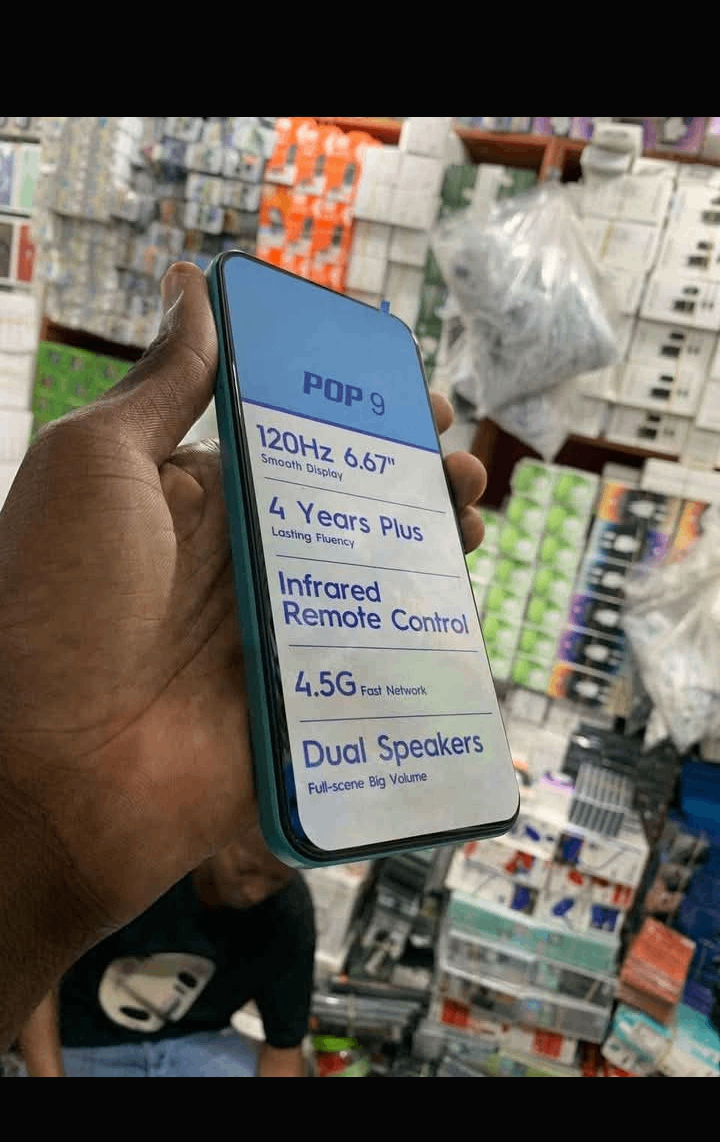 POP 9
120Hz 6.67"
Smooth Display
4 Years Plus
Lasting Fluency
Infrared
Remote Control
4.5G Fast Network
Dual Speakers
Full-scene Big Volume